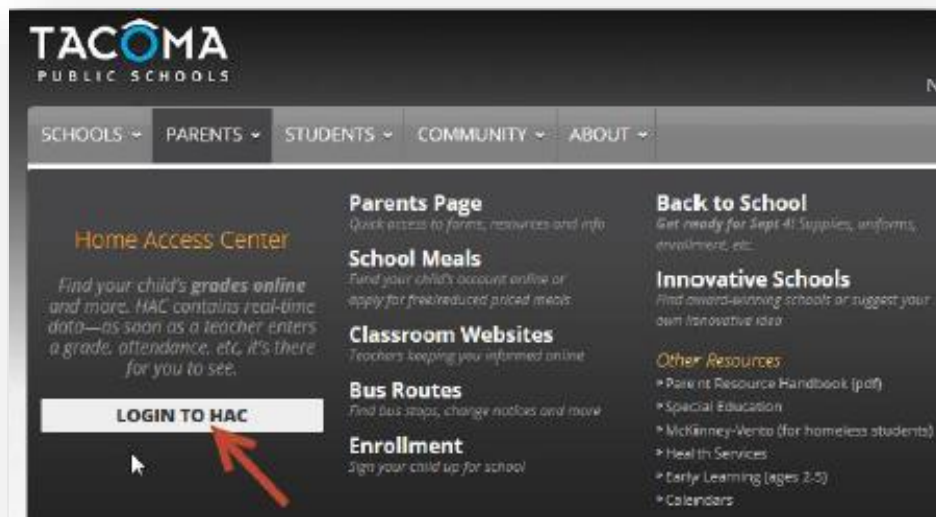 TACOMA
PUBLIC SCHOOLS
N
SCHOOLS PARENTS STUDENTS COMMUNITY ABOUT
Home Access Center
Find your child's grades online
and more. HAC contains real-time
data—as soon as a teacher enters
a grade, attendance, etc, it's there
for you to see.
LOGIN TO HAC
Parents Page
Quick access to forms, resources and info
School Meals
Fund your child's account online or
apply for free/reduced priced meals
Classroom Websites
Teachers keeping you informed online
Bus Routes
Find bus stops, change notices and more
Enrollment
Sign your child up for school
Back to School
Get ready for Sept 4! Supplies, uniforms,
enrollment, etc.
Innovative Schools
Find award-winning schools or suggest your
own innovative idea
Other Resources
Parent Resource Handbook (pdf)
Special Education
McKinney-Vento (for homeless students)
Health Services
Early Learning (ages 2-5)
Calendars